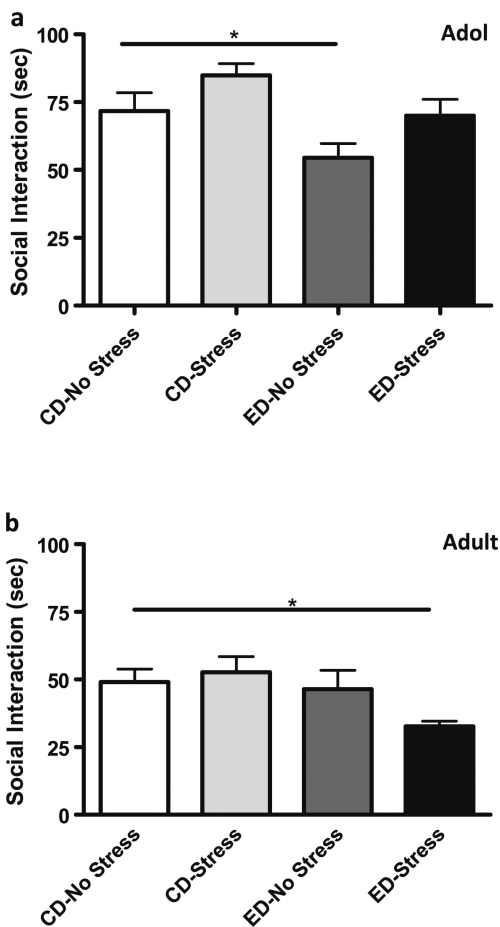 a
Adol
Social Interaction (sec)
100
75
50
25
0
*
CD-No Stress
CD-Stress
ED-No Stress
ED-Stress
b
Adult
Social Interaction (sec)
100
75
50
25
0
*
CD-No Stress
CD-Stress
ED-No Stress
ED-Stress